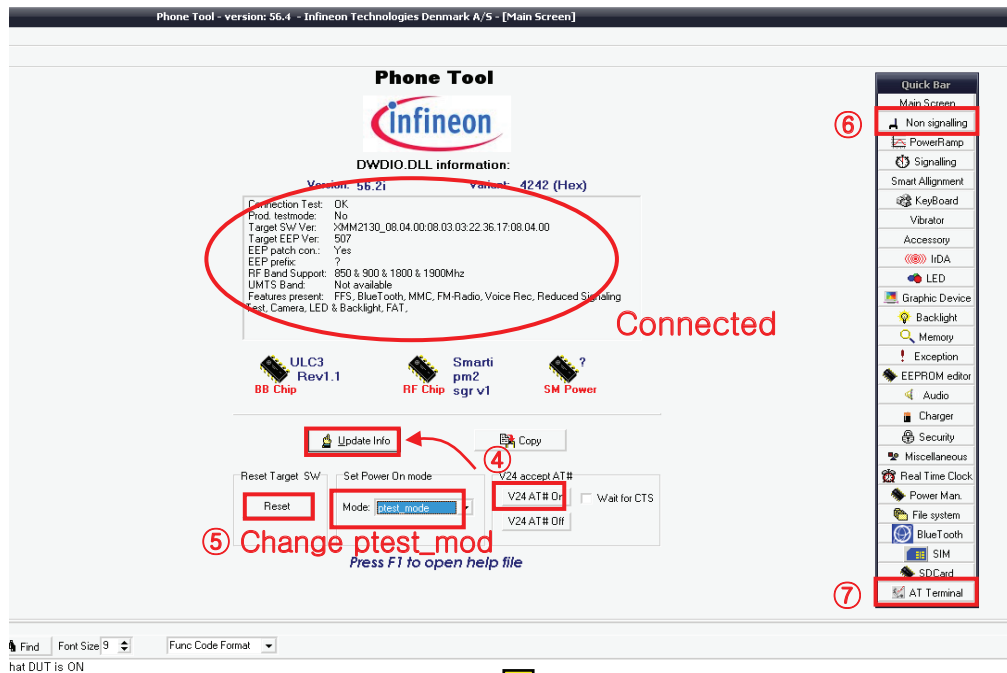 Phone Tool - version: 56.4 - Infineon Technologies Denmark A/S - [Main Screen]
Phone Tool
infineon
DWDIO.DLL information:
Version: 56.2i Variant: 4242 (Hex)
Connection Test: OK
Prod. testmode: No
Target SW Ver: XMM2130_08.04.00:08.03.03:22.36.17:08.04.00
Target EEP Ver: 507
EEP patch con.: Yes
EEP prefix: ?
RF Band Support: 850 & 900 & 1800 & 1900Mhz
UMTS Band: Not available
Features present: FFS, BlueTooth, MMC, FM-Radio, Voice Rec, Reduced Signaling
Test, Camera, LED & Backlight, FAT,
Connected
ULC3
Rev1.1
BB Chip
Smarti
pm2
sgr v1
RF Chip
?
SM Power
Update Info
Copy
④
Reset Target SW
Reset
Set Power On mode
Mode: ptest_mode
V24 accept AT#
V24 AT# On
Wait for CTS
V24 AT# Off
⑤ Change ptest_mod
Press F1 to open help file
Quick Bar
Main Screen
⑥ Non signalling
PowerRamp
Signalling
Smart Allignment
KeyBoard
Vibrator
Accessory
IrDA
LED
Graphic Device
Backlight
Memory
Exception
EEPROM editor
Audio
Charger
Security
Miscellaneous
Real Time Clock
Power Man.
File system
BlueTooth
SIM
SDCard
⑦ AT Terminal
Find Font Size 9 Func Code Format
hat DUT is ON